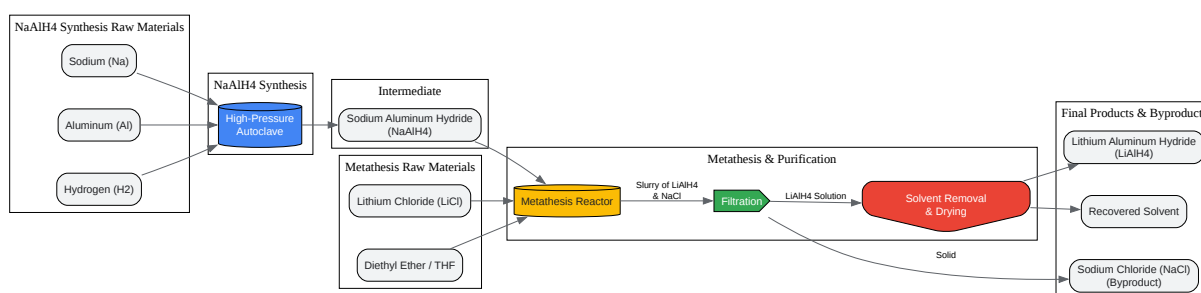 NaAlH4 Synthesis Raw Materials
Sodium (Na)
Aluminum (Al)
Hydrogen (H2)
NaAlH4 Synthesis
High-Pressure
Autoclave
Intermediate
Sodium Aluminum Hydride
(NaAlH4)
Metathesis Raw Materials
Lithium Chloride (LiCl)
Diethyl Ether / THF
Metathesis & Purification
Metathesis Reactor
Slurry of LiAlH4
& NaCl
Filtration
LiAlH4 Solution
Solvent Removal
& Drying
Solid
Final Products & Byproduct
Lithium Aluminum Hydride
(LiAlH4)
Recovered Solvent
Sodium Chloride (NaCl)
(Byproduct)